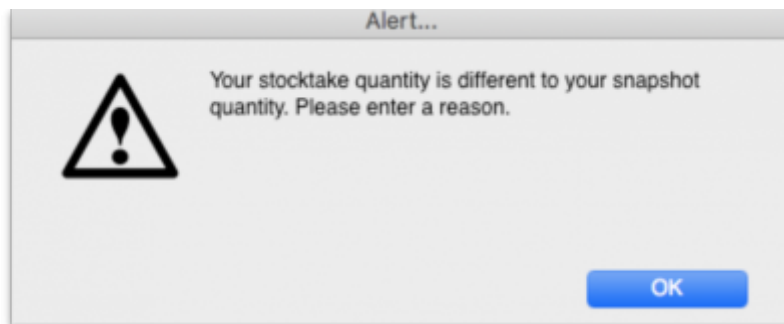 Alert...
Your stocktake quantity is different to your snapshot
quantity. Please enter a reason.
OK